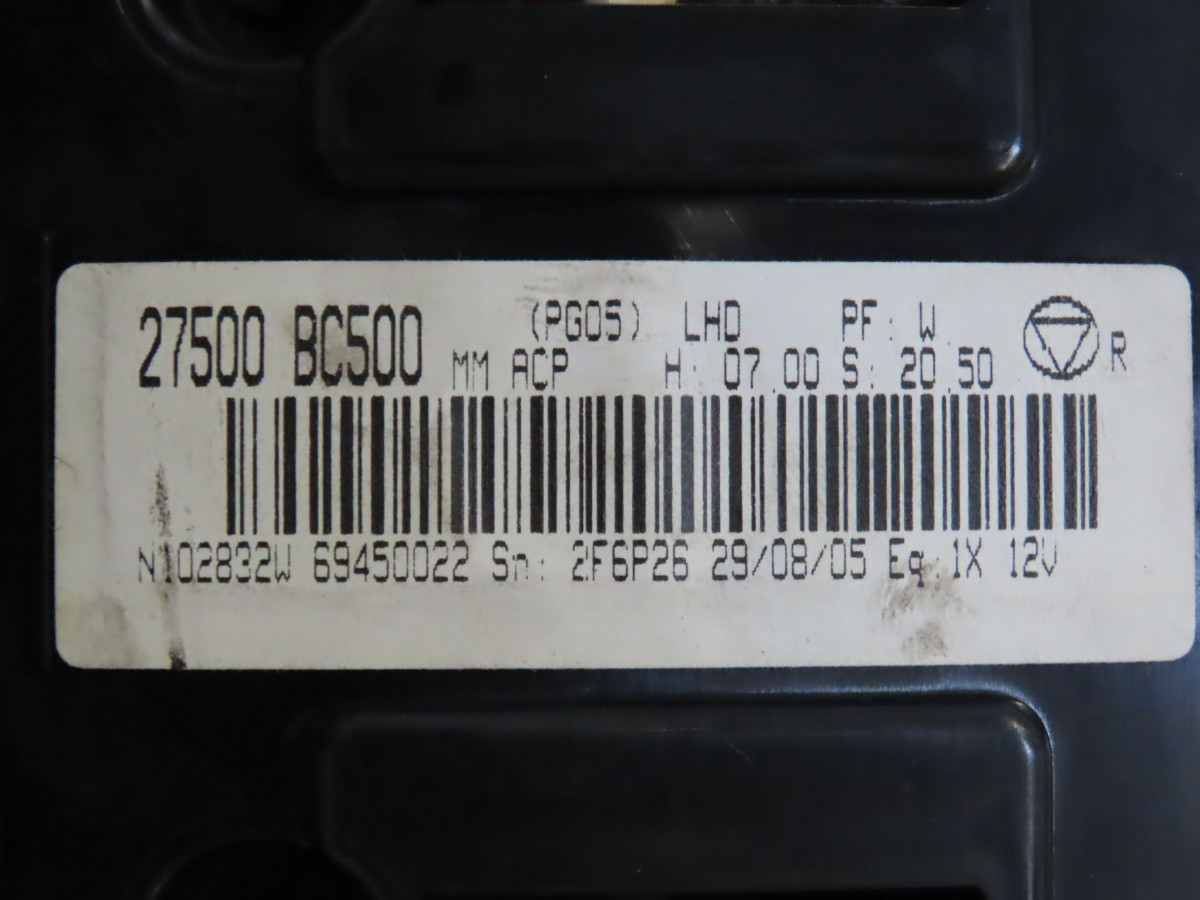 27500 BC500 (PG05) LHD PF: W
MM ACP H: 07.00 S: 20.50 R
N102832W 69450022 Sn: 2F6P26 29/08/05 Eq.1X 12V